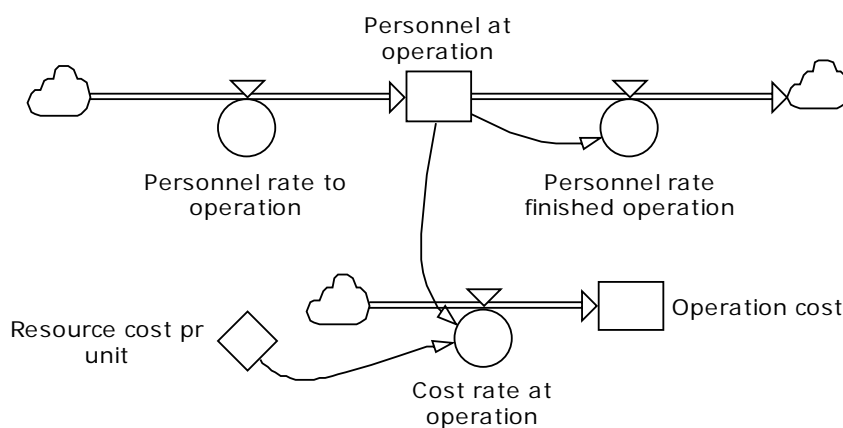 Personnel at
operation
Personnel rate to
operation
Personnel rate
finished operation
Operation cost
Resource cost pr
unit
Cost rate at
operation